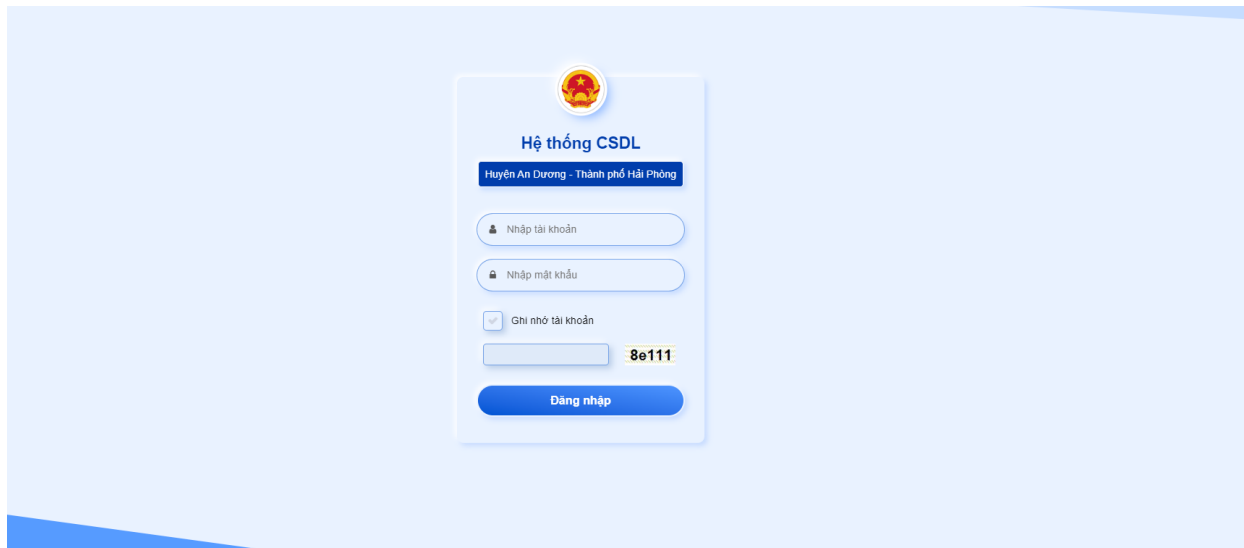 Hệ thống CSDL
Huyện An Dương - Thành phố Hải Phòng
Nhập tài khoản
Nhập mật khẩu
Ghi nhớ tài khoản
8e111
Đăng nhập